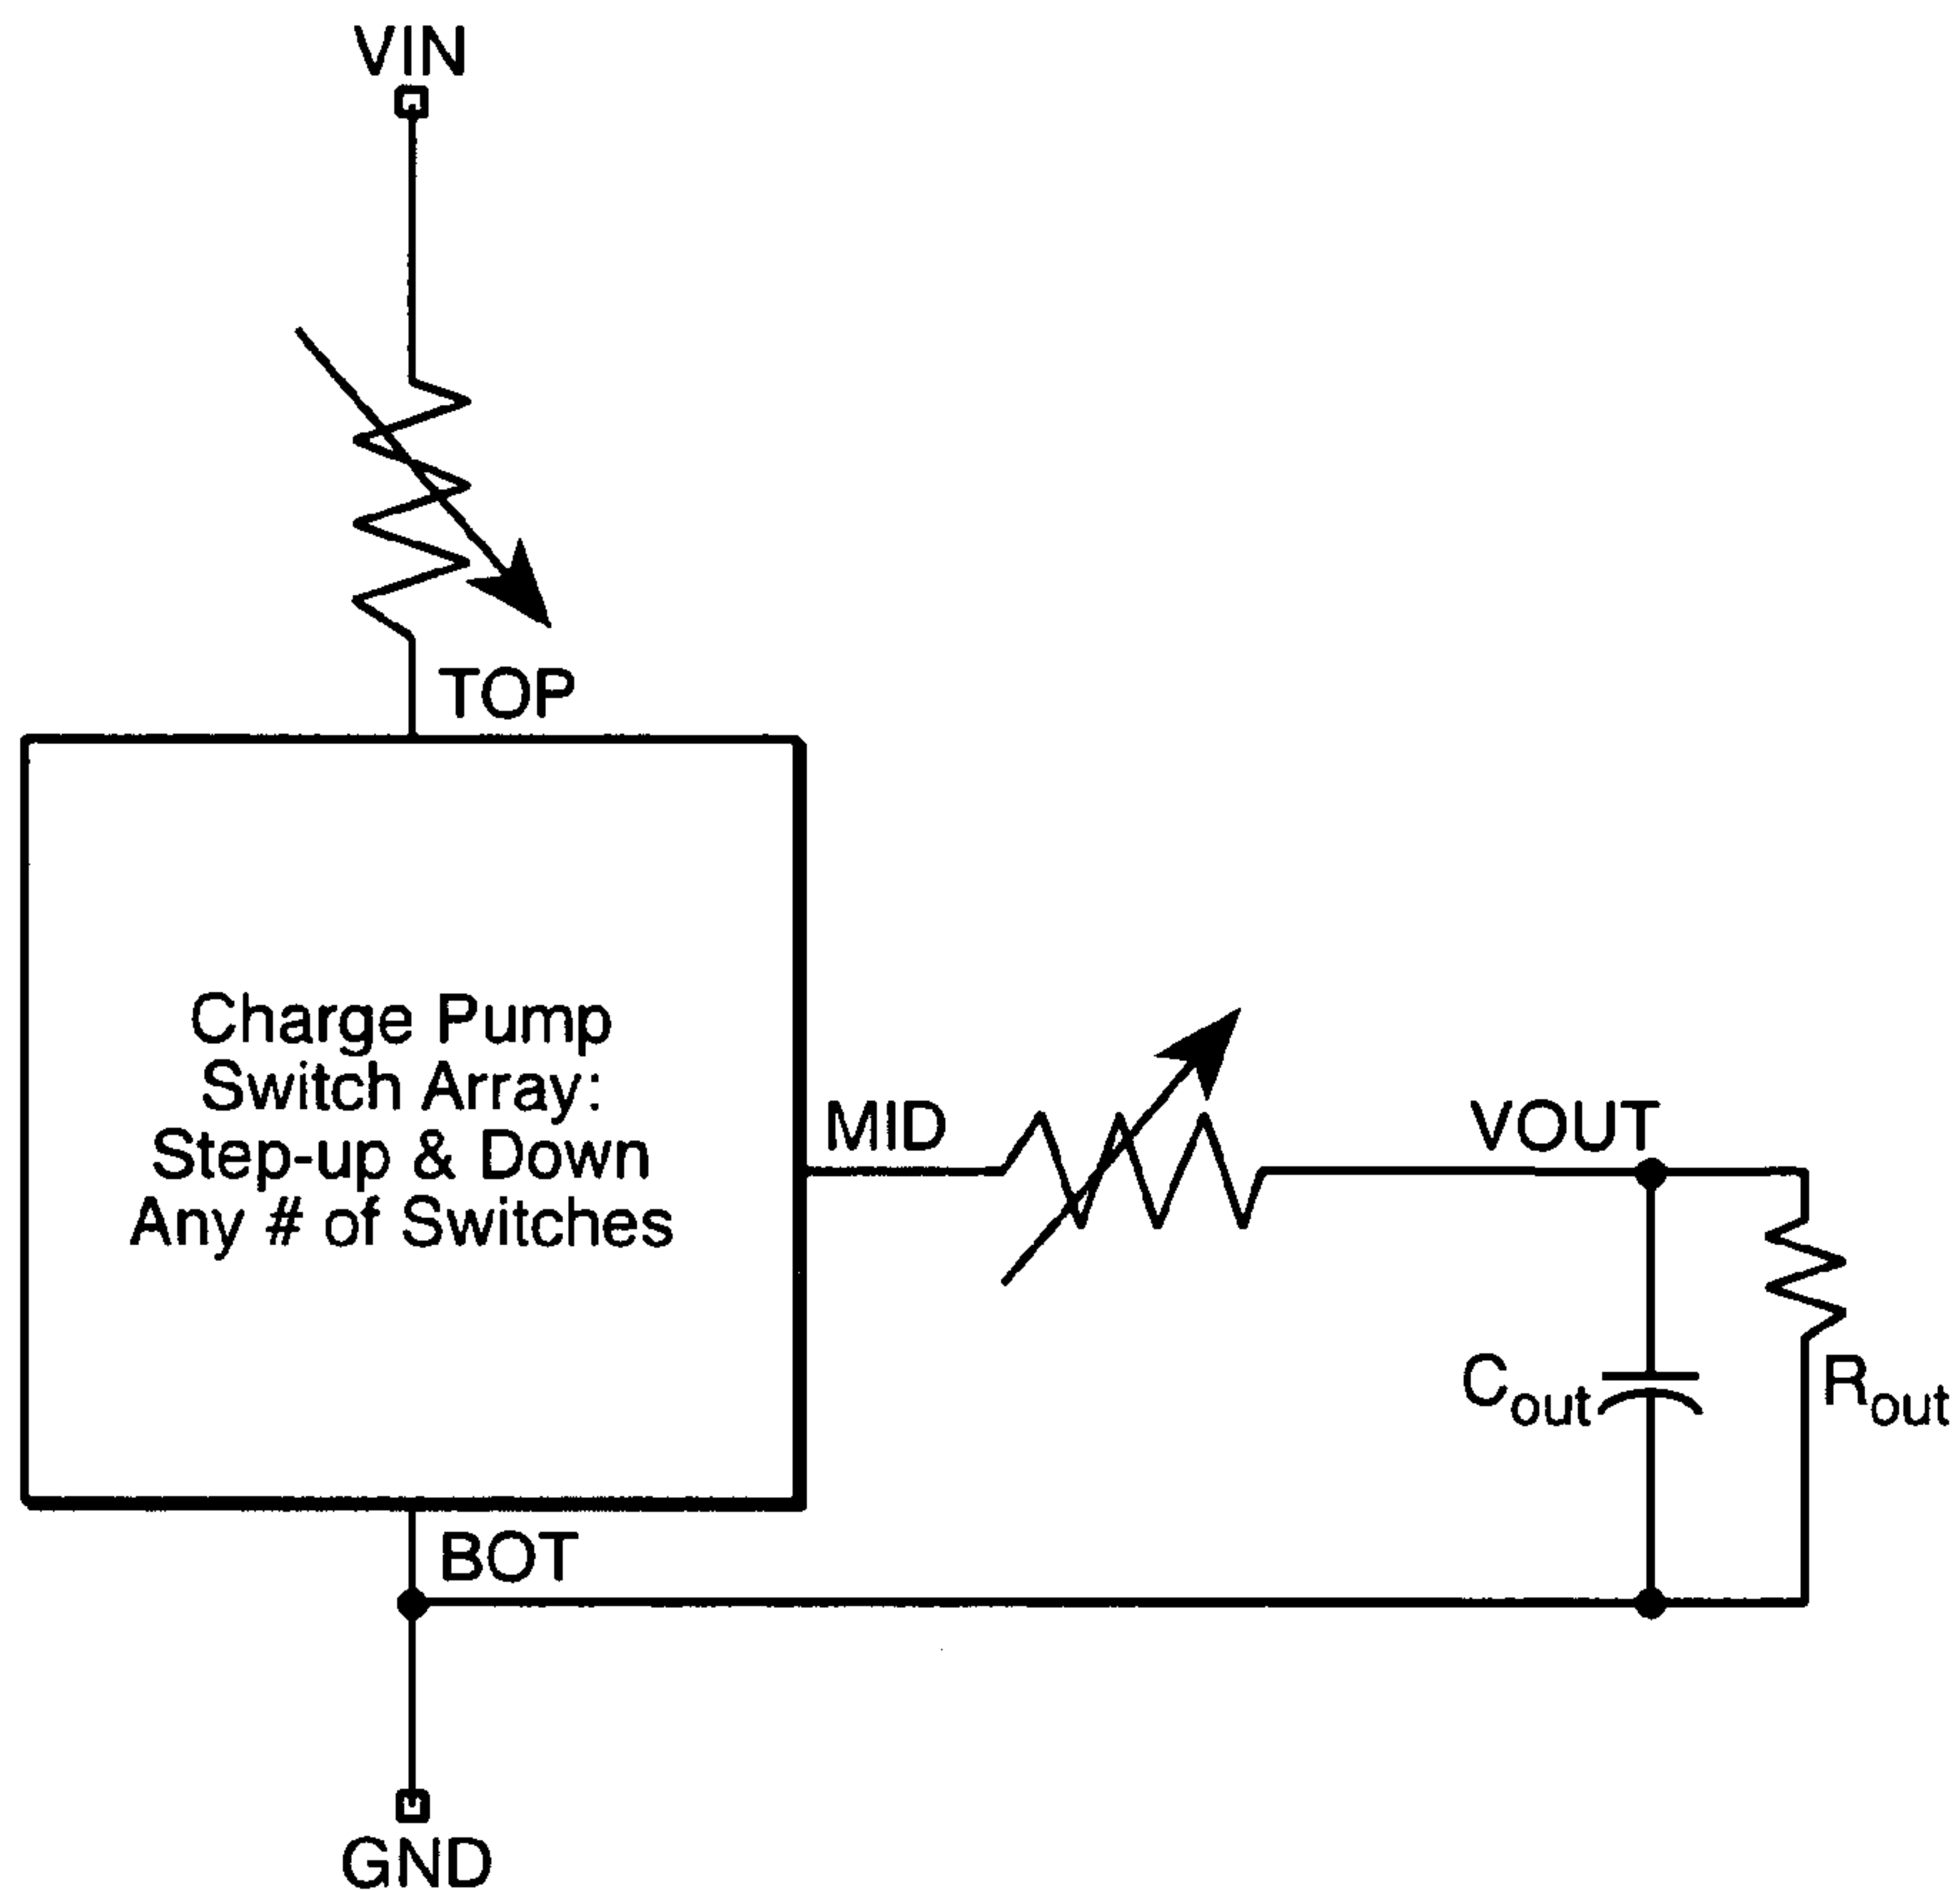 VIN
TOP
Charge Pump
Switch Array:
Step-up & Down
Any # of Switches
MID
VOUT
Cout
Rout
BOT
GND